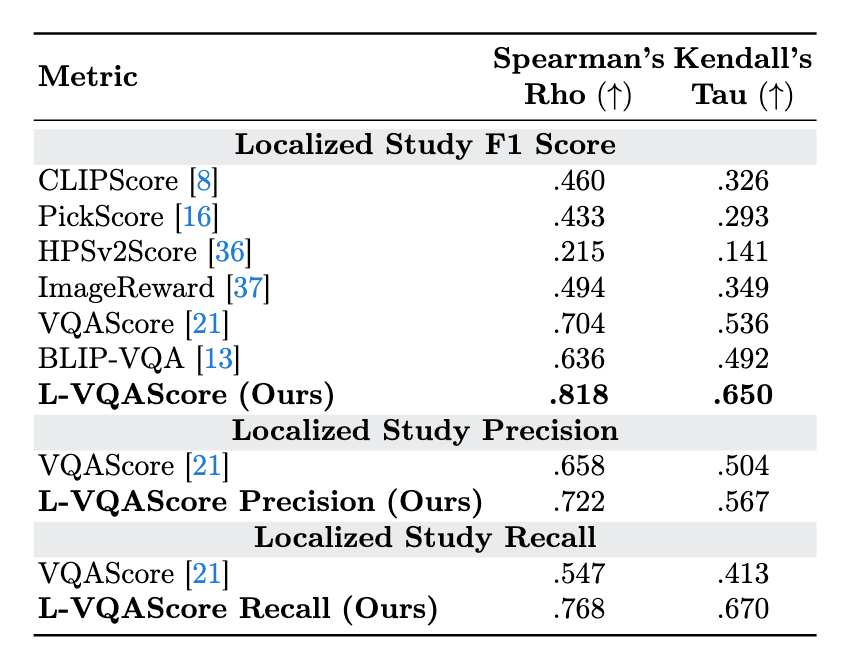 Metric Spearman's Rho (↑) Kendall's Tau (↑)
Localized Study F1 Score
CLIPScore [8] .460 .326
PickScore [16] .433 .293
HPSv2Score [36] .215 .141
ImageReward [37] .494 .349
VQAScore [21] .704 .536
BLIP-VQA [13] .636 .492
L-VQAScore (Ours) .818 .650
Localized Study Precision
VQAScore [21] .658 .504
L-VQAScore Precision (Ours) .722 .567
Localized Study Recall
VQAScore [21] .547 .413
L-VQAScore Recall (Ours) .768 .670